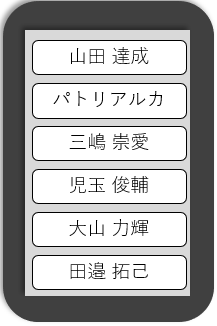 山田 達成
パトリアルカ
三嶋 崇愛
児玉 俊輔
大山 力輝
田邉 拓己